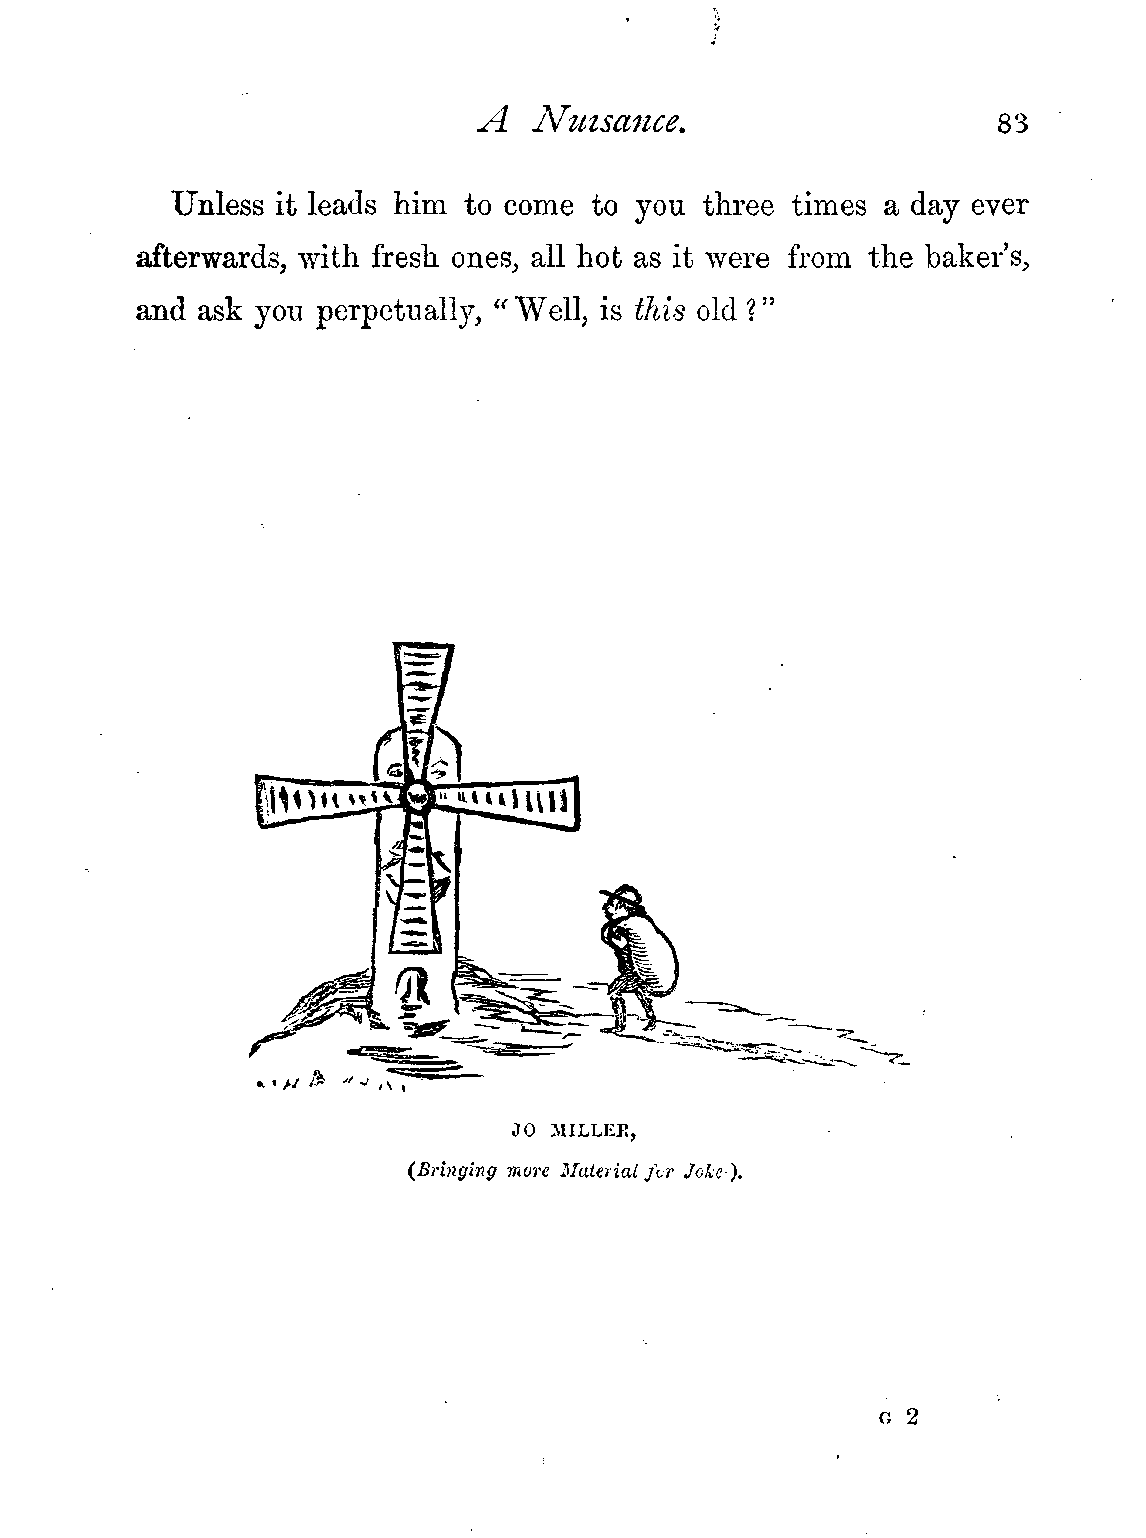 A Nuisance. 83
Unless it leads him to come to you three times a day ever
afterwards, with fresh ones, all hot as it were from the baker's,
and ask you perpetually, “Well, is this old?”
JO MILLER,
(Bringing more Material for Jokes).
G 2